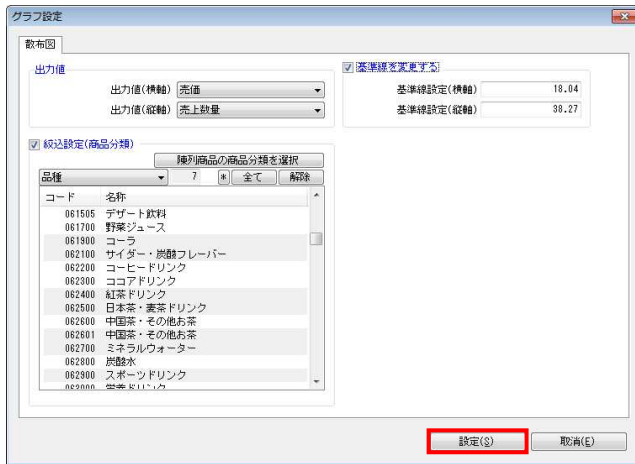 グラフ設定
散布図
出力値
出力値(横軸) 売価
出力値(縦軸) 売上数量
基準線を変更する
基準線設定(横軸) 18.04
基準線設定(縦軸) 38.27
絞込設定(商品分類)
陳列商品の商品分類を選択
品種 7 * 全て 解除
コード 名称
061505 デザート飲料
061700 野菜ジュース
061900 コーラ
062100 サイダー・炭酸フレーバー
062200 コーヒードリンク
062300 ココアドリンク
062400 紅茶ドリンク
062500 日本茶・麦茶ドリンク
062600 中国茶・その他お茶
062601 中国茶・その他お茶
062700 ミネラルウォーター
062800 炭酸水
062900 スポーツドリンク
063000 栄養ドリンク
設定(S) 取消(E)